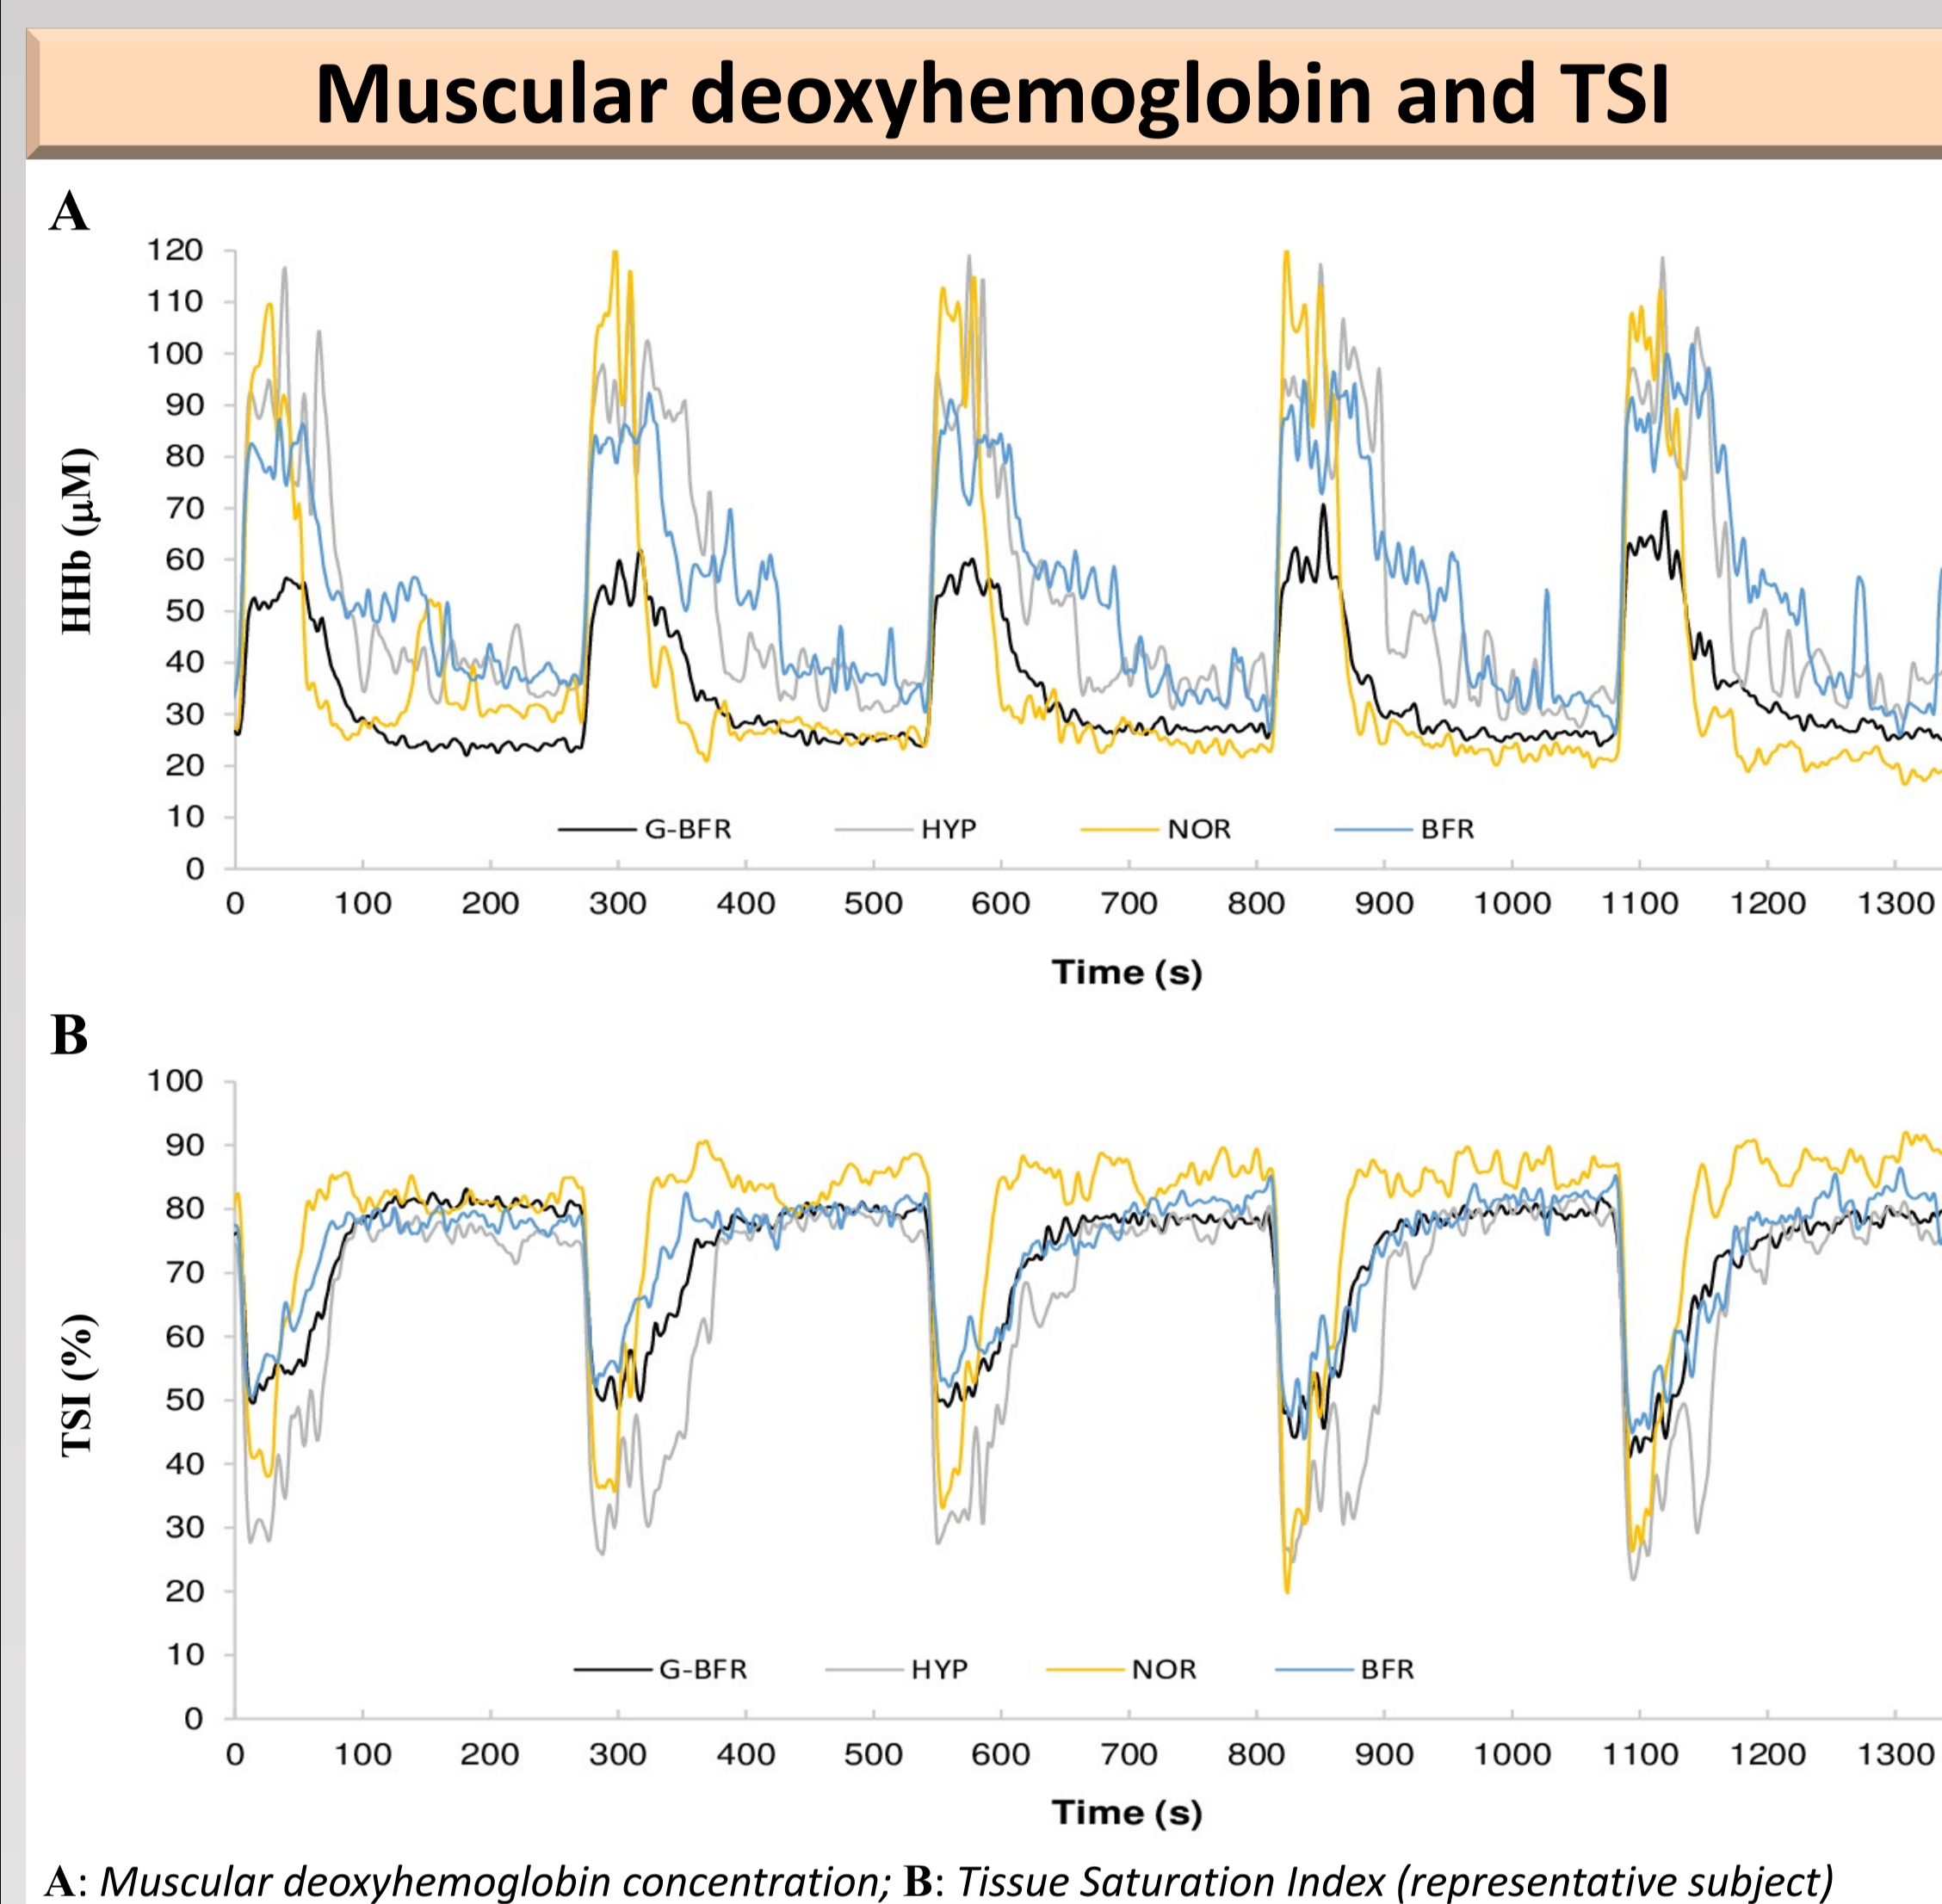 Muscular deoxyhemoglobin and TSI
A
120
110
100
90
80
70
60
50
40
30
20
10
0
HHb (µM)
G-BFR HYP NOR BFR
0 100 200 300 400 500 600 700 800 900 1000 1100 1200 1300
Time (s)
B
100
90
80
70
60
50
40
30
20
10
0
TSI (%)
G-BFR HYP NOR BFR
0 100 200 300 400 500 600 700 800 900 1000 1100 1200 1300
Time (s)
A: Muscular deoxyhemoglobin concentration; B: Tissue Saturation Index (representative subject)